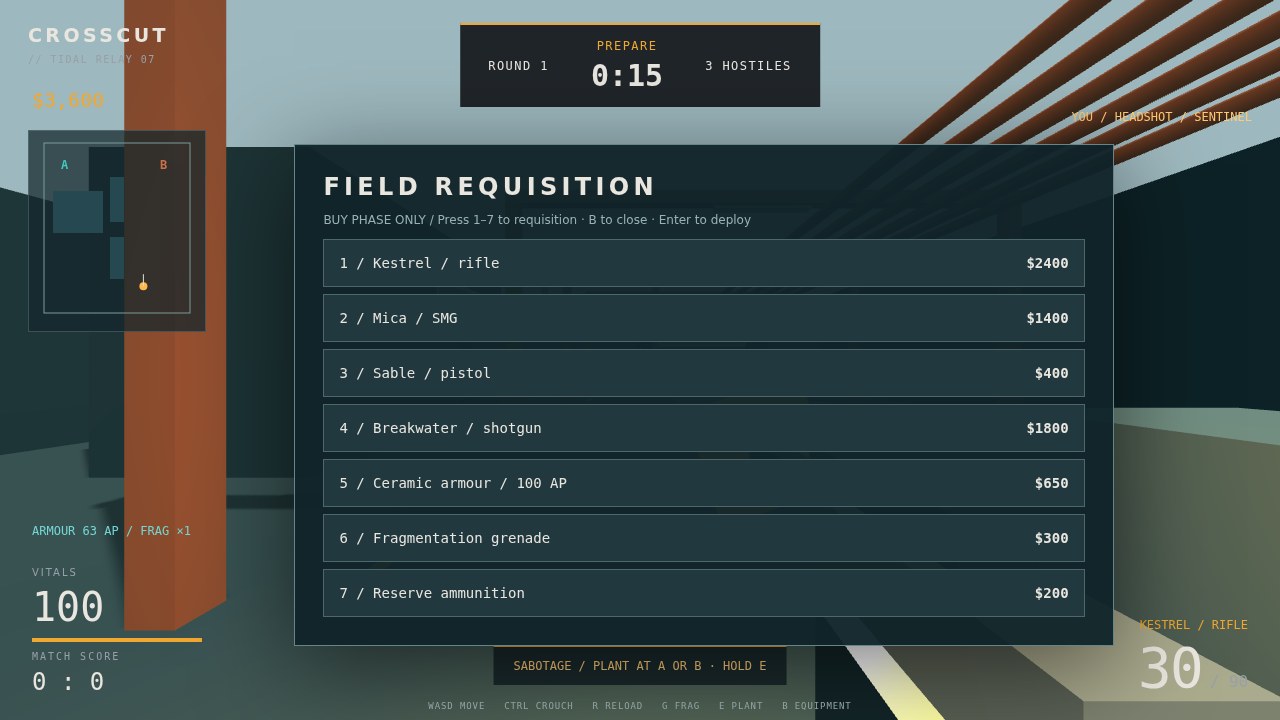 CROSSCUT
// TIDAL RELAY 07
$3,600
A B
PREPARE
ROUND 1 0:15 3 HOSTILES
YOU / HEADSHOT / SENTINEL
FIELD REQUISITION
BUY PHASE ONLY / Press 1–7 to requisition · B to close · Enter to deploy
1 / Kestrel / rifle $2400
2 / Mica / SMG $1400
3 / Sable / pistol $400
4 / Breakwater / shotgun $1800
5 / Ceramic armour / 100 AP $650
6 / Fragmentation grenade $300
7 / Reserve ammunition $200
ARMOUR 63 AP / FRAG ×1
VITALS
100
MATCH SCORE
0 : 0
SABOTAGE / PLANT AT A OR B · HOLD E
WASD MOVE CTRL CROUCH R RELOAD G FRAG E PLANT B EQUIPMENT
KESTREL / RIFLE
30 / 90